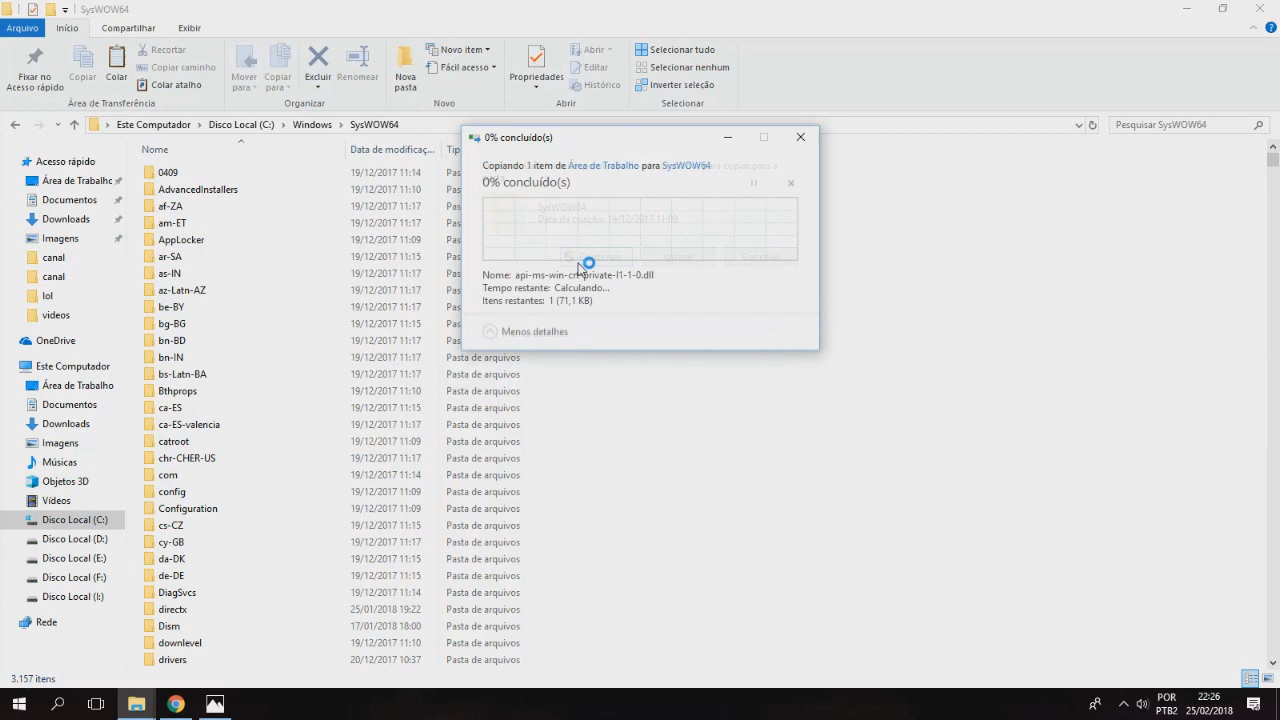 SysWOW64
Arquivo Início Compartilhar Exibir
Fixar no Acesso rápido
Copiar
Colar
Recortar
Copiar caminho
Colar atalho
Mover para
Copiar para
Excluir
Renomear
Nova pasta
Novo item
Fácil acesso
Propriedades
Abrir
Editar
Histórico
Selecionar tudo
Selecionar nenhum
Inverter seleção
Área de Transferência Organizar Novo Abrir Selecionar
Este Computador Disco Local (C:) Windows SysWOW64
Pesquisar SysWOW64
Acesso rápido
Área de Trabalho
Documentos
Downloads
Imagens
canal
canal
lol
videos
OneDrive
Este Computador
Área de Trabalho
Documentos
Downloads
Imagens
Músicas
Objetos 3D
Vídeos
Disco Local (C:)
Disco Local (D:)
Disco Local (E:)
Disco Local (F:)
Disco Local (I:)
Rede
Nome Data de modificaç... Tip
0409 19/12/2017 11:14 Pas
AdvancedInstallers 19/12/2017 11:17 Pas
af-ZA 19/12/2017 11:15 Pas
am-ET 19/12/2017 11:17 Pas
AppLocker 19/12/2017 11:14 Pas
ar-SA 19/12/2017 11:15 Pas
as-IN 19/12/2017 11:17 Pas
az-Latn-AZ 19/12/2017 11:17 Pas
be-BY 19/12/2017 11:17 Pas
bg-BG 19/12/2017 11:15 Pas
bn-BD 19/12/2017 11:17 Pas
bn-IN 19/12/2017 11:17 Pasta de arquivos
bs-Latn-BA 19/12/2017 11:17 Pasta de arquivos
Bthprops 19/12/2017 11:10 Pasta de arquivos
ca-ES 19/12/2017 11:15 Pasta de arquivos
ca-ES-valencia 19/12/2017 11:17 Pasta de arquivos
catroot 19/12/2017 11:09 Pasta de arquivos
chr-CHER-US 19/12/2017 11:17 Pasta de arquivos
com 19/12/2017 11:14 Pasta de arquivos
config 19/12/2017 11:09 Pasta de arquivos
Configuration 19/12/2017 11:09 Pasta de arquivos
cs-CZ 19/12/2017 11:15 Pasta de arquivos
cy-GB 19/12/2017 11:17 Pasta de arquivos
da-DK 19/12/2017 11:15 Pasta de arquivos
de-DE 19/12/2017 11:15 Pasta de arquivos
DiagSvcs 19/12/2017 11:14 Pasta de arquivos
directx 25/01/2018 19:22 Pasta de arquivos
Dism 17/01/2018 18:00 Pasta de arquivos
downlevel 19/12/2017 11:10 Pasta de arquivos
drivers 20/12/2017 10:37 Pasta de arquivos
0% concluído(s)
Copiando 1 item de Área de Trabalho para SysWOW64
0% concluído(s)
SysWOW64
Data da criação: 19/12/2017 11:09
Nome: api-ms-win-crt-private-l1-1-0.dll
Tempo restante: Calculando...
Itens restantes: 1 (71,1 KB)
Menos detalhes
3.157 itens
POR
PTB2
22:26
25/02/2018